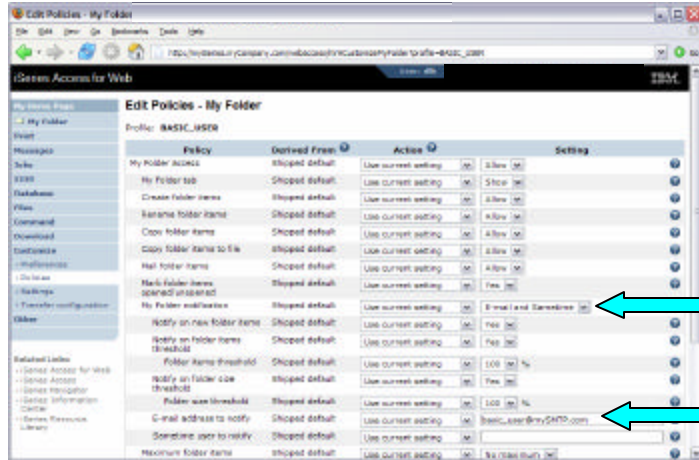 Edit Policies - My Folder
File Edit View Go Bookmarks Tools Help
iSeries Access for Web
IBM.
My Home Page
My Folder
Print
Messages
Jobs
5250
Database
Files
Command
Download
Customize
Preferences
Policies
Settings
Transfer configuration
Other
Related Links
iSeries Access for Web
iSeries Access
iSeries Navigator
iSeries Information Center
iSeries Resource Library
Edit Policies - My Folder
Profile: BASIC_USER
Policy Derived From Action Setting
My Folder Access Shipped default Use current setting Allow
My Folder tab Shipped default Use current setting Show
Create folder items Shipped default Use current setting Allow
Rename folder items Shipped default Use current setting Allow
Copy folder items Shipped default Use current setting Allow
Copy folder items to file Shipped default Use current setting Allow
Mail folder items Shipped default Use current setting Allow
Mark folder items opened/unopened Shipped default Use current setting Yes
My Folder notification Shipped default Use current setting E-mail and Sametime
Notify on new folder items Shipped default Use current setting Yes
Notify on folder items threshold Shipped default Use current setting Yes
Folder items threshold Shipped default Use current setting 100 %
Notify on folder size threshold Shipped default Use current setting Yes
Folder size threshold Shipped default Use current setting 100 %
E-mail address to notify Shipped default Use current setting basic_user@mySMTP.com
Sametime user to notify Shipped default Use current setting
Maximum folder items Shipped default Use current setting No maximum